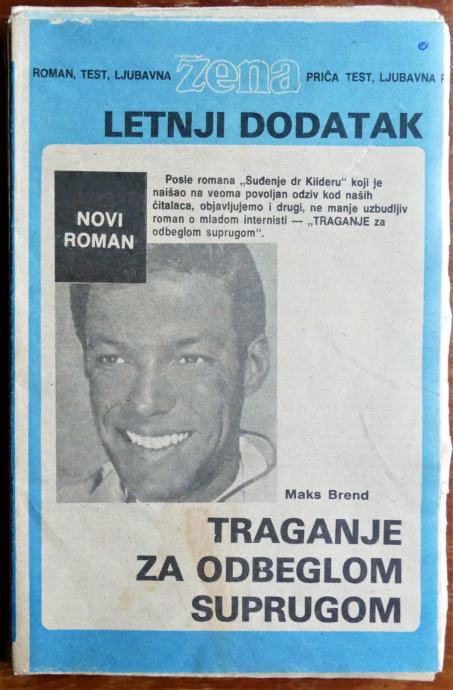 ROMAN, TEST, LJUBAVNA žena PRIČA TEST, LJUBAVNA
LETNJI DODATAK
NOVI
ROMAN
Posle romana „Suđenje dr Kilderu“ koji je
naišao na veoma povoljan odziv kod naših
čitalaca, objavljujemo i drugi, ne manje uzbudljiv
roman o mladom internisti — „TRAGANJE za
odbeglom suprugom“.
Maks Brend
TRAGANJE
ZA ODBEGLOM
SUPRUGOM